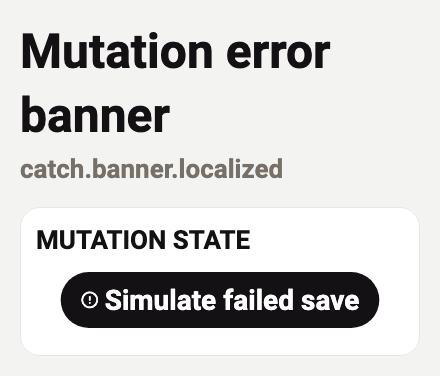 Mutation error
banner
catch.banner.localized
MUTATION STATE
Simulate failed save